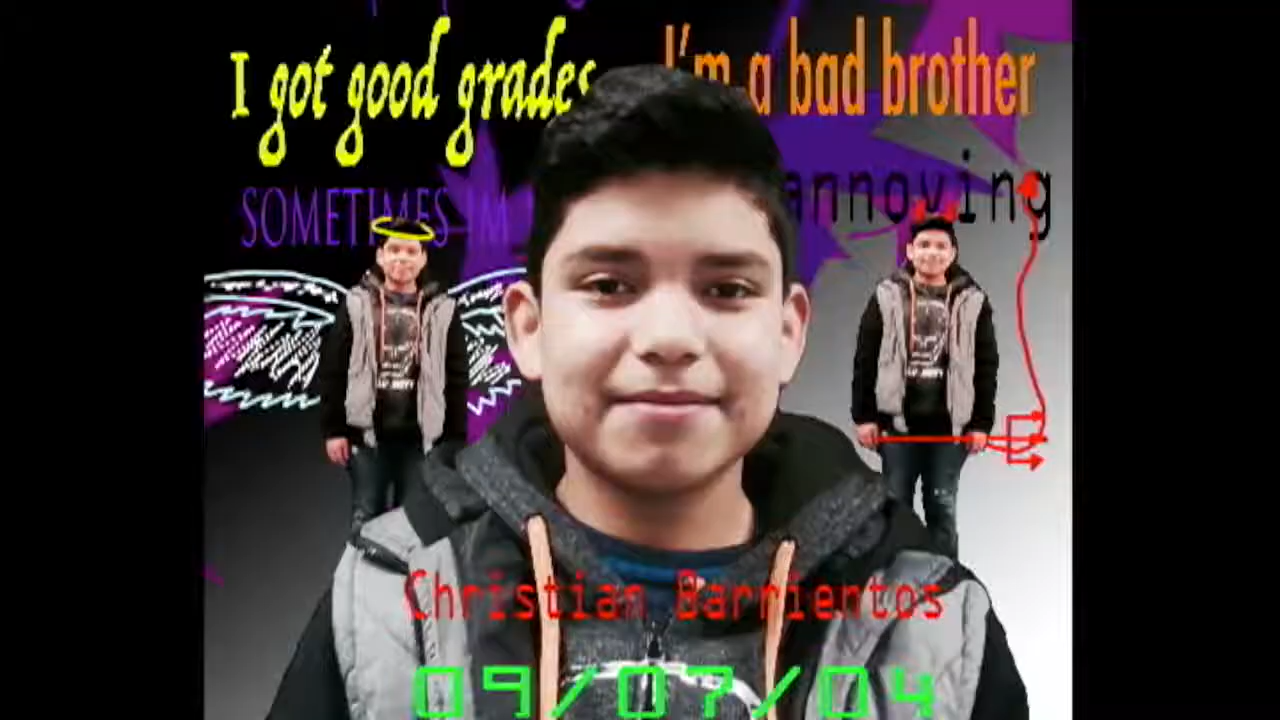 I got good grades
I'm a bad brother
SOMETIMES IM
annoying
Christian Barrientos
09/07/04